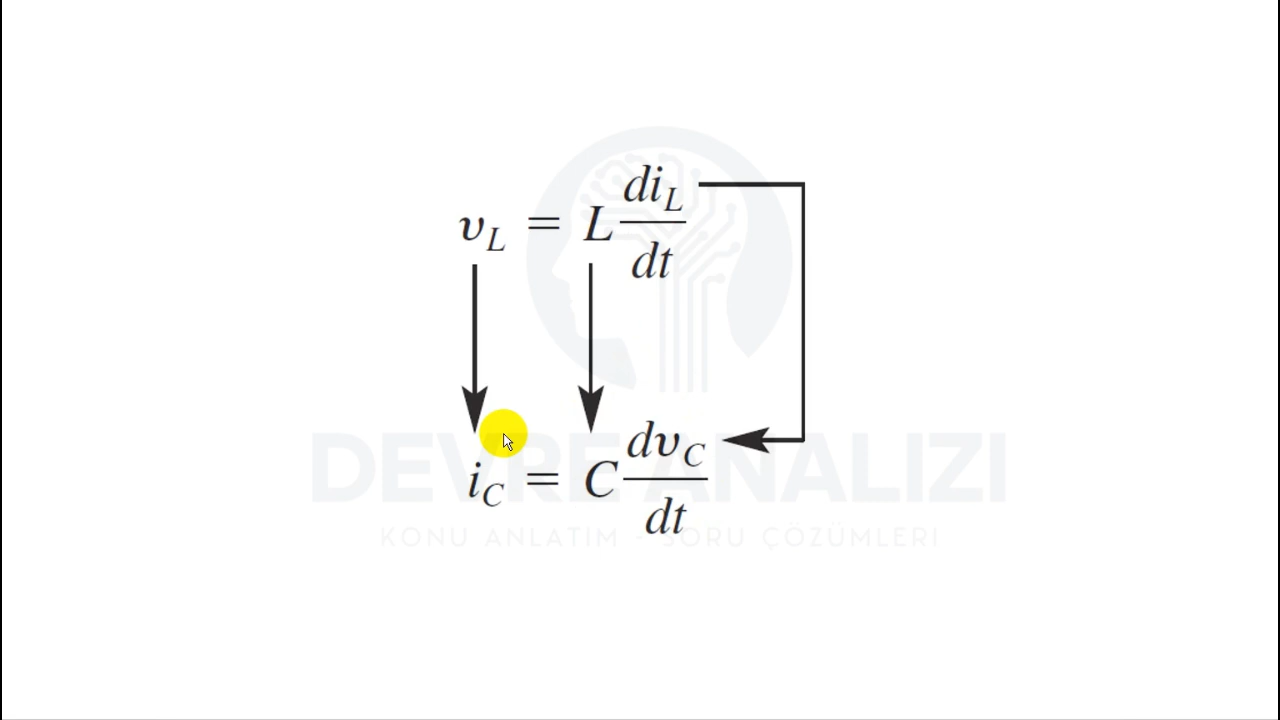 v_L = L di_L/dt
i_C = C dv_C/dt
DEVRE ANALIZI
KONU ANLATIM - SORU ÇÖZÜMLERI